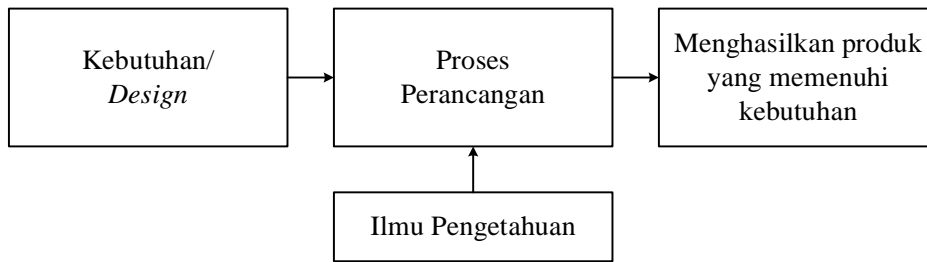 Kebutuhan/
Design
Proses
Perancangan
Menghasilkan produk
yang memenuhi
kebutuhan
Ilmu Pengetahuan